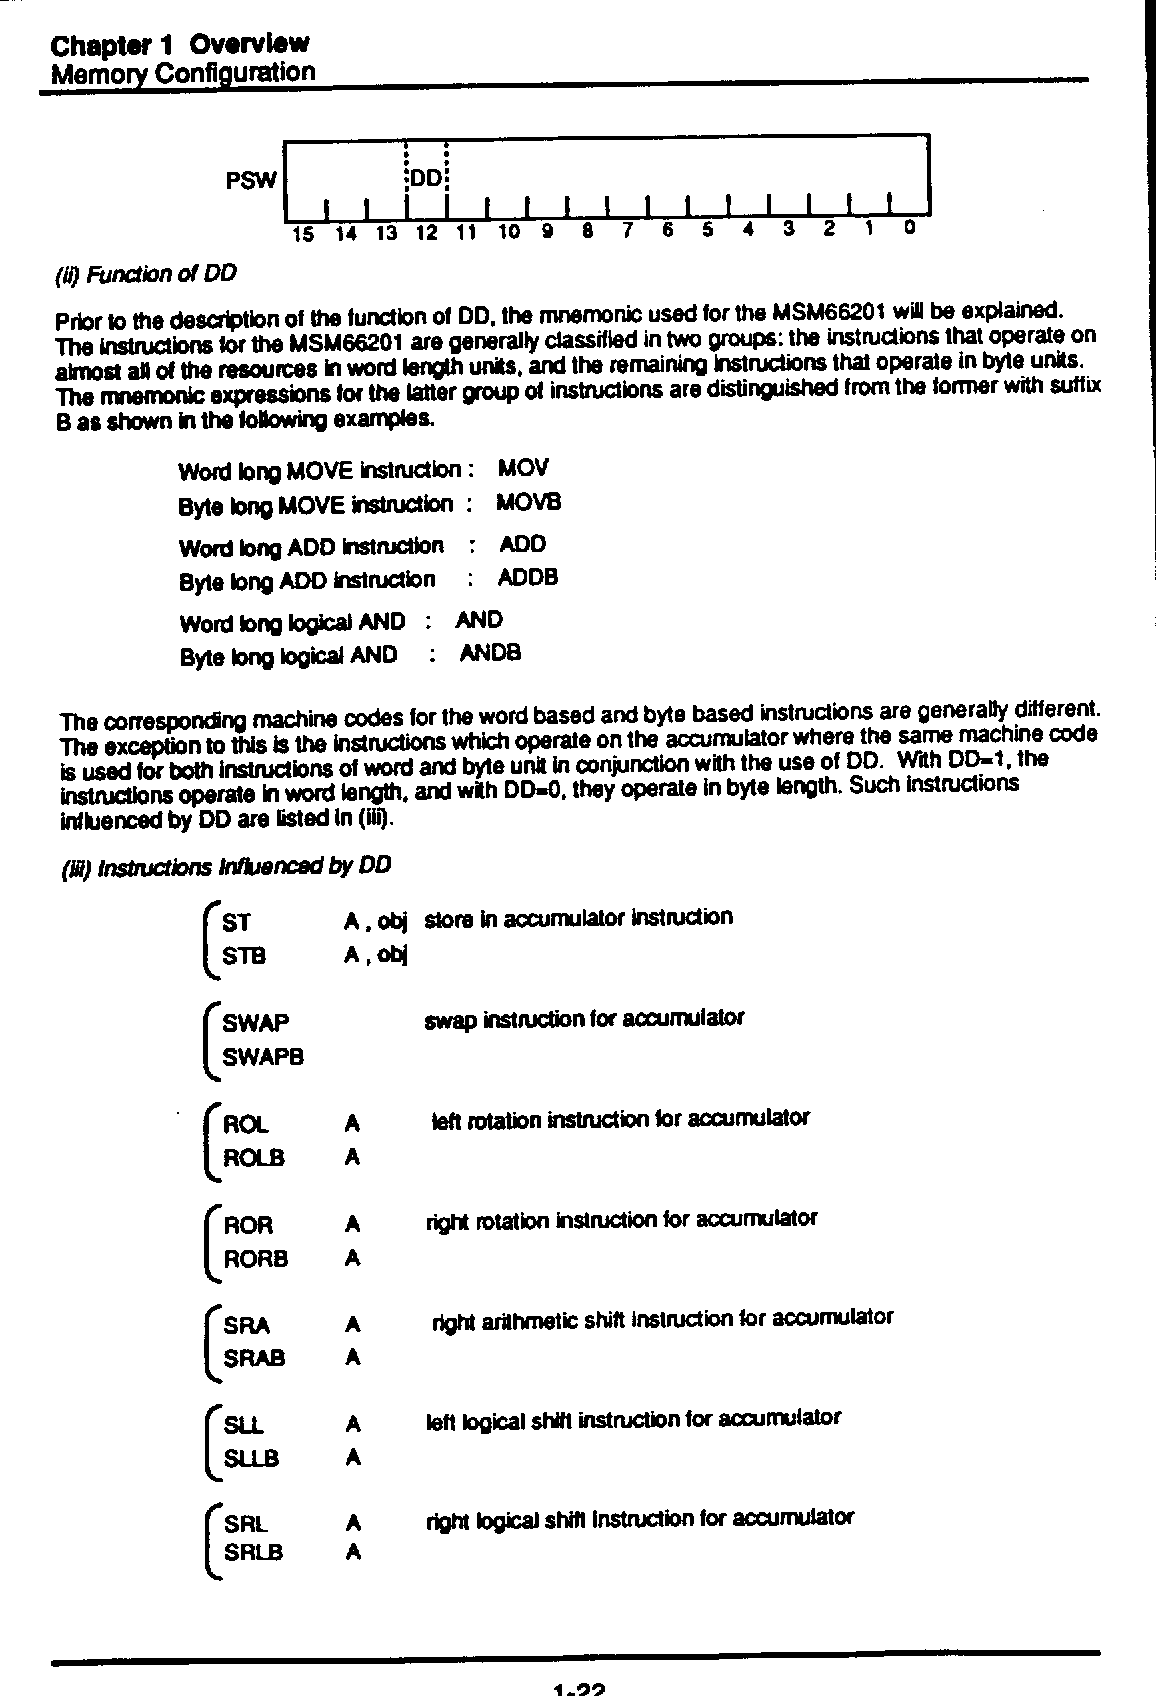 Chapter 1 Overview
Memory Configuration
PSW DD
15 14 13 12 11 10 9 8 7 6 5 4 3 2 1 0
(ii) Function of DD
Prior to the description of the function of DD, the mnemonic used for the MSM66201 will be explained.
The instructions for the MSM66201 are generally classified in two groups: the instructions that operate on
almost all of the resources in word length units, and the remaining instructions that operate in byte units.
The mnemonic expressions for the latter group of instructions are distinguished from the former with suffix
B as shown in the following examples.
Word long MOVE instruction : MOV
Byte long MOVE instruction : MOVB
Word long ADD instruction : ADD
Byte long ADD instruction : ADDB
Word long logical AND : AND
Byte long logical AND : ANDB
The corresponding machine codes for the word based and byte based instructions are generally different.
The exception to this is the instructions which operate on the accumulator where the same machine code
is used for both instructions of word and byte unit in conjunction with the use of DD. With DD=1, the
instructions operate in word length, and with DD=0, they operate in byte length. Such instructions
influenced by DD are listed in (iii).
(iii) Instructions Influenced by DD
ST A , obj store in accumulator instruction
STB A , obj
SWAP swap instruction for accumulator
SWAPB
ROL A left rotation instruction for accumulator
ROLB A
ROR A right rotation instruction for accumulator
RORB A
SRA A right arithmetic shift instruction for accumulator
SRAB A
SLL A left logical shift instruction for accumulator
SLLB A
SRL A right logical shift instruction for accumulator
SRLB A
1-22